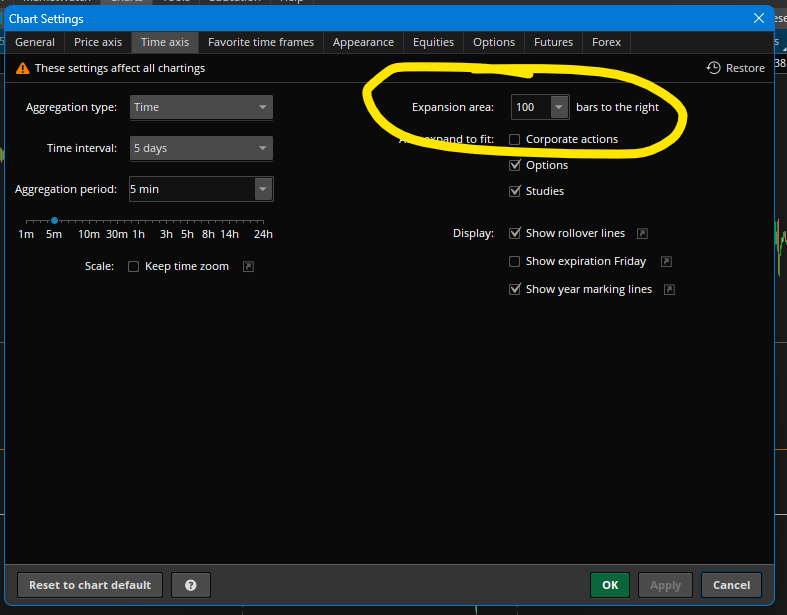 Charts Tools Education Help
Chart Settings
General Price axis Time axis Favorite time frames Appearance Equities Options Futures Forex
These settings affect all chartings
Restore
Aggregation type: Time
Expansion area: 100 bars to the right
expand to fit: Corporate actions
Time interval: 5 days
Options
Aggregation period: 5 min
Studies
1m 5m 10m 30m 1h 3h 5h 8h 14h 24h
Display: Show rollover lines
Scale: Keep time zoom
Show expiration Friday
Show year marking lines
Reset to chart default ? OK Apply Cancel